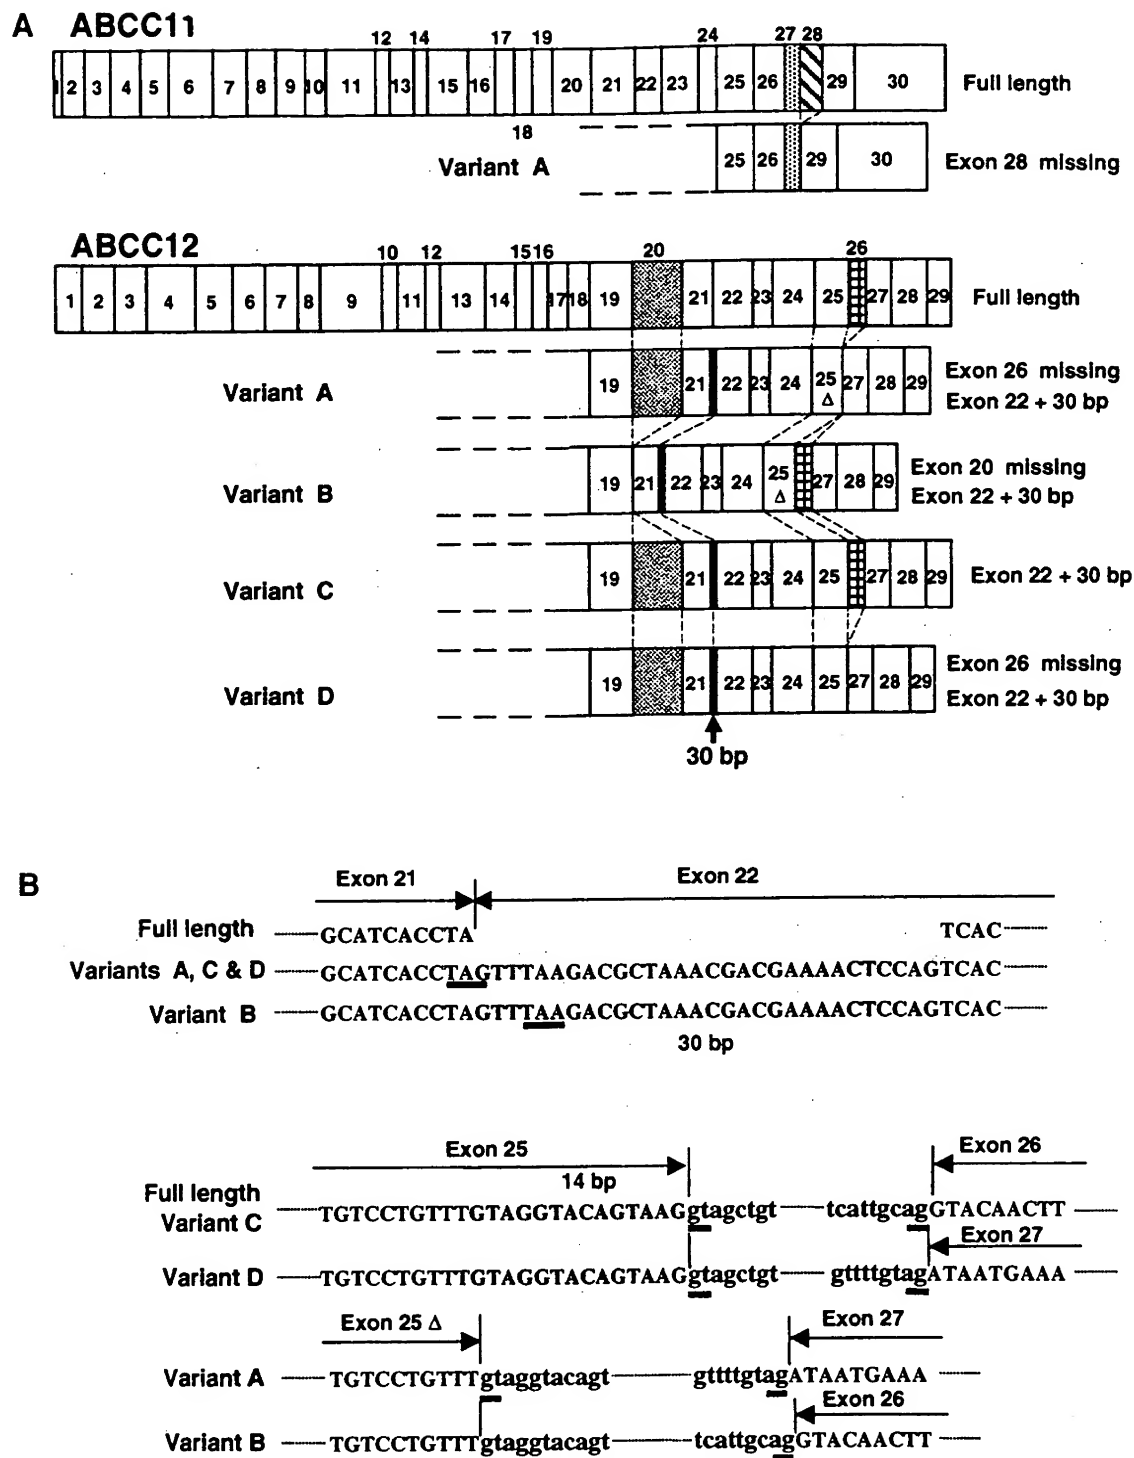 A ABCC11
12 14 17 19 24 27 28
1 2 3 4 5 6 7 8 9 10 11 13 15 16 20 21 22 23 25 26 29 30 Full length
18
Variant A 25 26 29 30 Exon 28 missing
ABCC12
10 12 15 16 20 26
1 2 3 4 5 6 7 8 9 11 13 14 17 18 19 21 22 23 24 25 27 28 29 Full length
Variant A 19 21 22 23 24 25 Δ 27 28 29 Exon 26 missing
Exon 22 + 30 bp
Variant B 19 21 22 23 24 25 Δ 27 28 29 Exon 20 missing
Exon 22 + 30 bp
Variant C 19 21 22 23 24 25 27 28 29 Exon 22 + 30 bp
Variant D 19 21 22 23 24 25 27 28 29 Exon 26 missing
Exon 22 + 30 bp
30 bp
B
Exon 21 Exon 22
Full length GCATCACCTA TCAC
Variants A, C & D GCATCACCTAGTTTAAGACGCTAAACGACGAAAACTCCAGTCAC
Variant B GCATCACCTAGTTTAAGACGCTAAACGACGAAAACTCCAGTCAC
30 bp
Exon 25 Exon 26
14 bp
Full length
Variant C TGTCCTGTTTGTAGGTACAGTAAGgtagctgt tcattgcagGTACAACTT
Exon 27
Variant D TGTCCTGTTTGTAGGTACAGTAAGgtagctgt gttttgtagATAATGAAA
Exon 25 Δ Exon 27
Variant A TGTCCTGTTTgtaggtacagt gttttgtagATAATGAAA
Exon 26
Variant B TGTCCTGTTTgtaggtacagt tcattgcagGTACAACTT